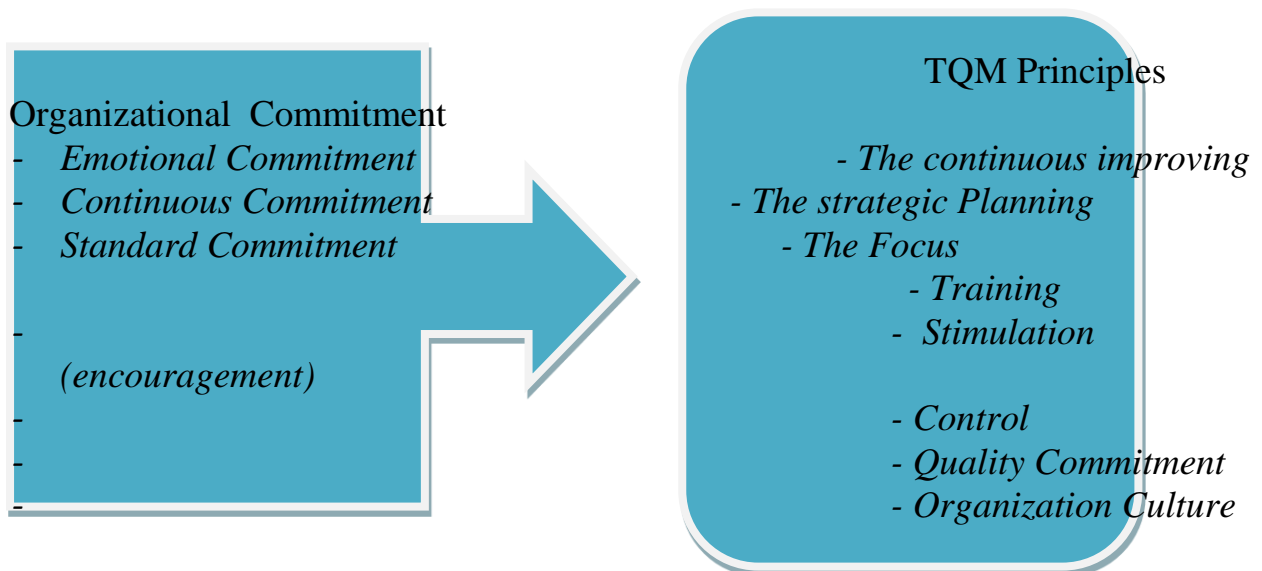 Organizational Commitment
- Emotional Commitment
- Continuous Commitment
- Standard Commitment
-
(encouragement)
-
-
-
TQM Principles
- The continuous improving
- The strategic Planning
- The Focus
- Training
- Stimulation
- Control
- Quality Commitment
- Organization Culture